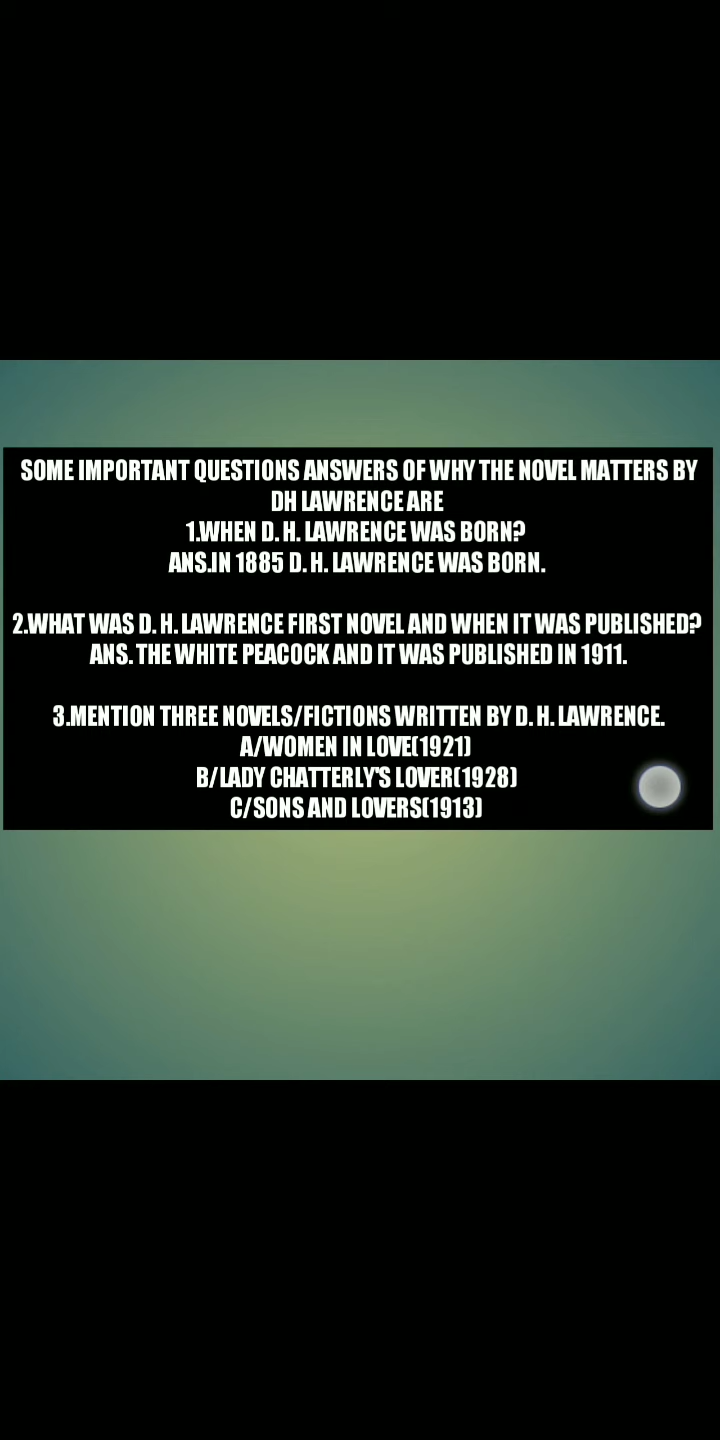 SOME IMPORTANT QUESTIONS ANSWERS OF WHY THE NOVEL MATTERS BY
DH LAWRENCE ARE
1.WHEN D. H. LAWRENCE WAS BORN?
ANS.IN 1885 D. H. LAWRENCE WAS BORN.
2.WHAT WAS D. H. LAWRENCE FIRST NOVEL AND WHEN IT WAS PUBLISHED?
ANS. THE WHITE PEACOCK AND IT WAS PUBLISHED IN 1911.
3.MENTION THREE NOVELS/FICTIONS WRITTEN BY D. H. LAWRENCE.
A/WOMEN IN LOVE(1921)
B/LADY CHATTERLY'S LOVER(1928)
C/SONS AND LOVERS(1913)